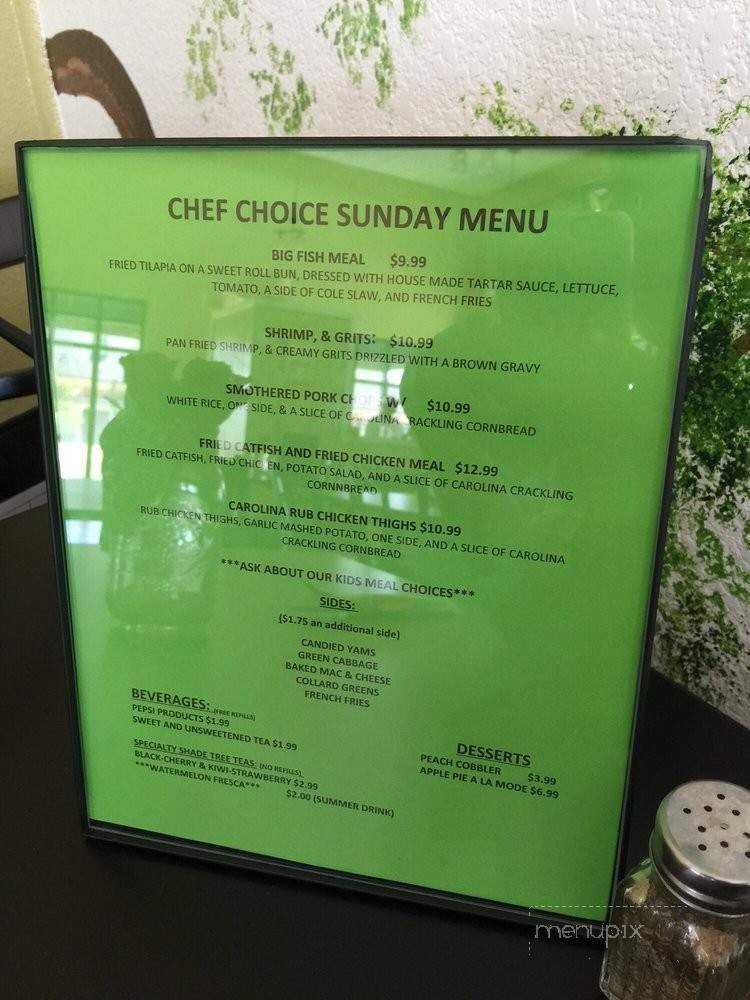 CHEF CHOICE SUNDAY MENU
BIG FISH MEAL $9.99
FRIED TILAPIA ON A SWEET ROLL BUN, DRESSED WITH HOUSE MADE TARTAR SAUCE, LETTUCE,
TOMATO, A SIDE OF COLE SLAW, AND FRENCH FRIES
SHRIMP, & GRITS: $10.99
PAN FRIED SHRIMP, & CREAMY GRITS DRIZZLED WITH A BROWN GRAVY
SMOTHERED PORK CHOPS W/ $10.99
WHITE RICE, ONE SIDE, & A SLICE OF CAROLINA CRACKLING CORNBREAD
FRIED CATFISH AND FRIED CHICKEN MEAL $12.99
FRIED CATFISH, FRIED CHICKEN, POTATO SALAD, AND A SLICE OF CAROLINA CRACKLING
CORNNBREAD
CAROLINA RUB CHICKEN THIGHS $10.99
RUB CHICKEN THIGHS, GARLIC MASHED POTATO, ONE SIDE, AND A SLICE OF CAROLINA
CRACKLING CORNBREAD
***ASK ABOUT OUR KIDS MEAL CHOICES***
SIDES:
($1.75 an additional side)
CANDIED YAMS
GREEN CABBAGE
BAKED MAC & CHEESE
COLLARD GREENS
FRENCH FRIES
BEVERAGES: (FREE REFILLS)
PEPSI PRODUCTS $1.99
SWEET AND UNSWEETENED TEA $1.99
SPECIALTY SHADE TREE TEAS: (NO REFILLS)
BLACK-CHERRY & KIWI-STRAWBERRY $2.99
***WATERMELON FRESCA*** $2.00 (SUMMER DRINK)
DESSERTS
PEACH COBBLER $3.99
APPLE PIE A LA MODE $6.99
menupix